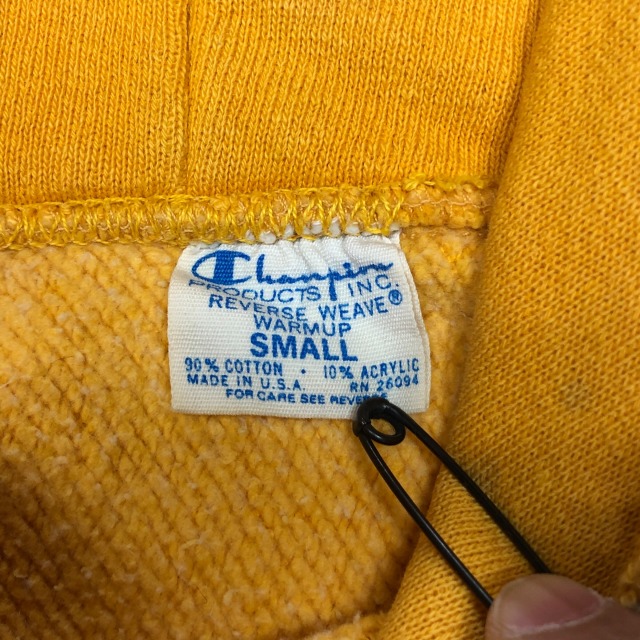 Champion
PRODUCTS INC.
REVERSE WEAVE®
WARMUP
SMALL
90% COTTON • 10% ACRYLIC
MADE IN U.S.A. RN 26094
FOR CARE SEE REVERSE